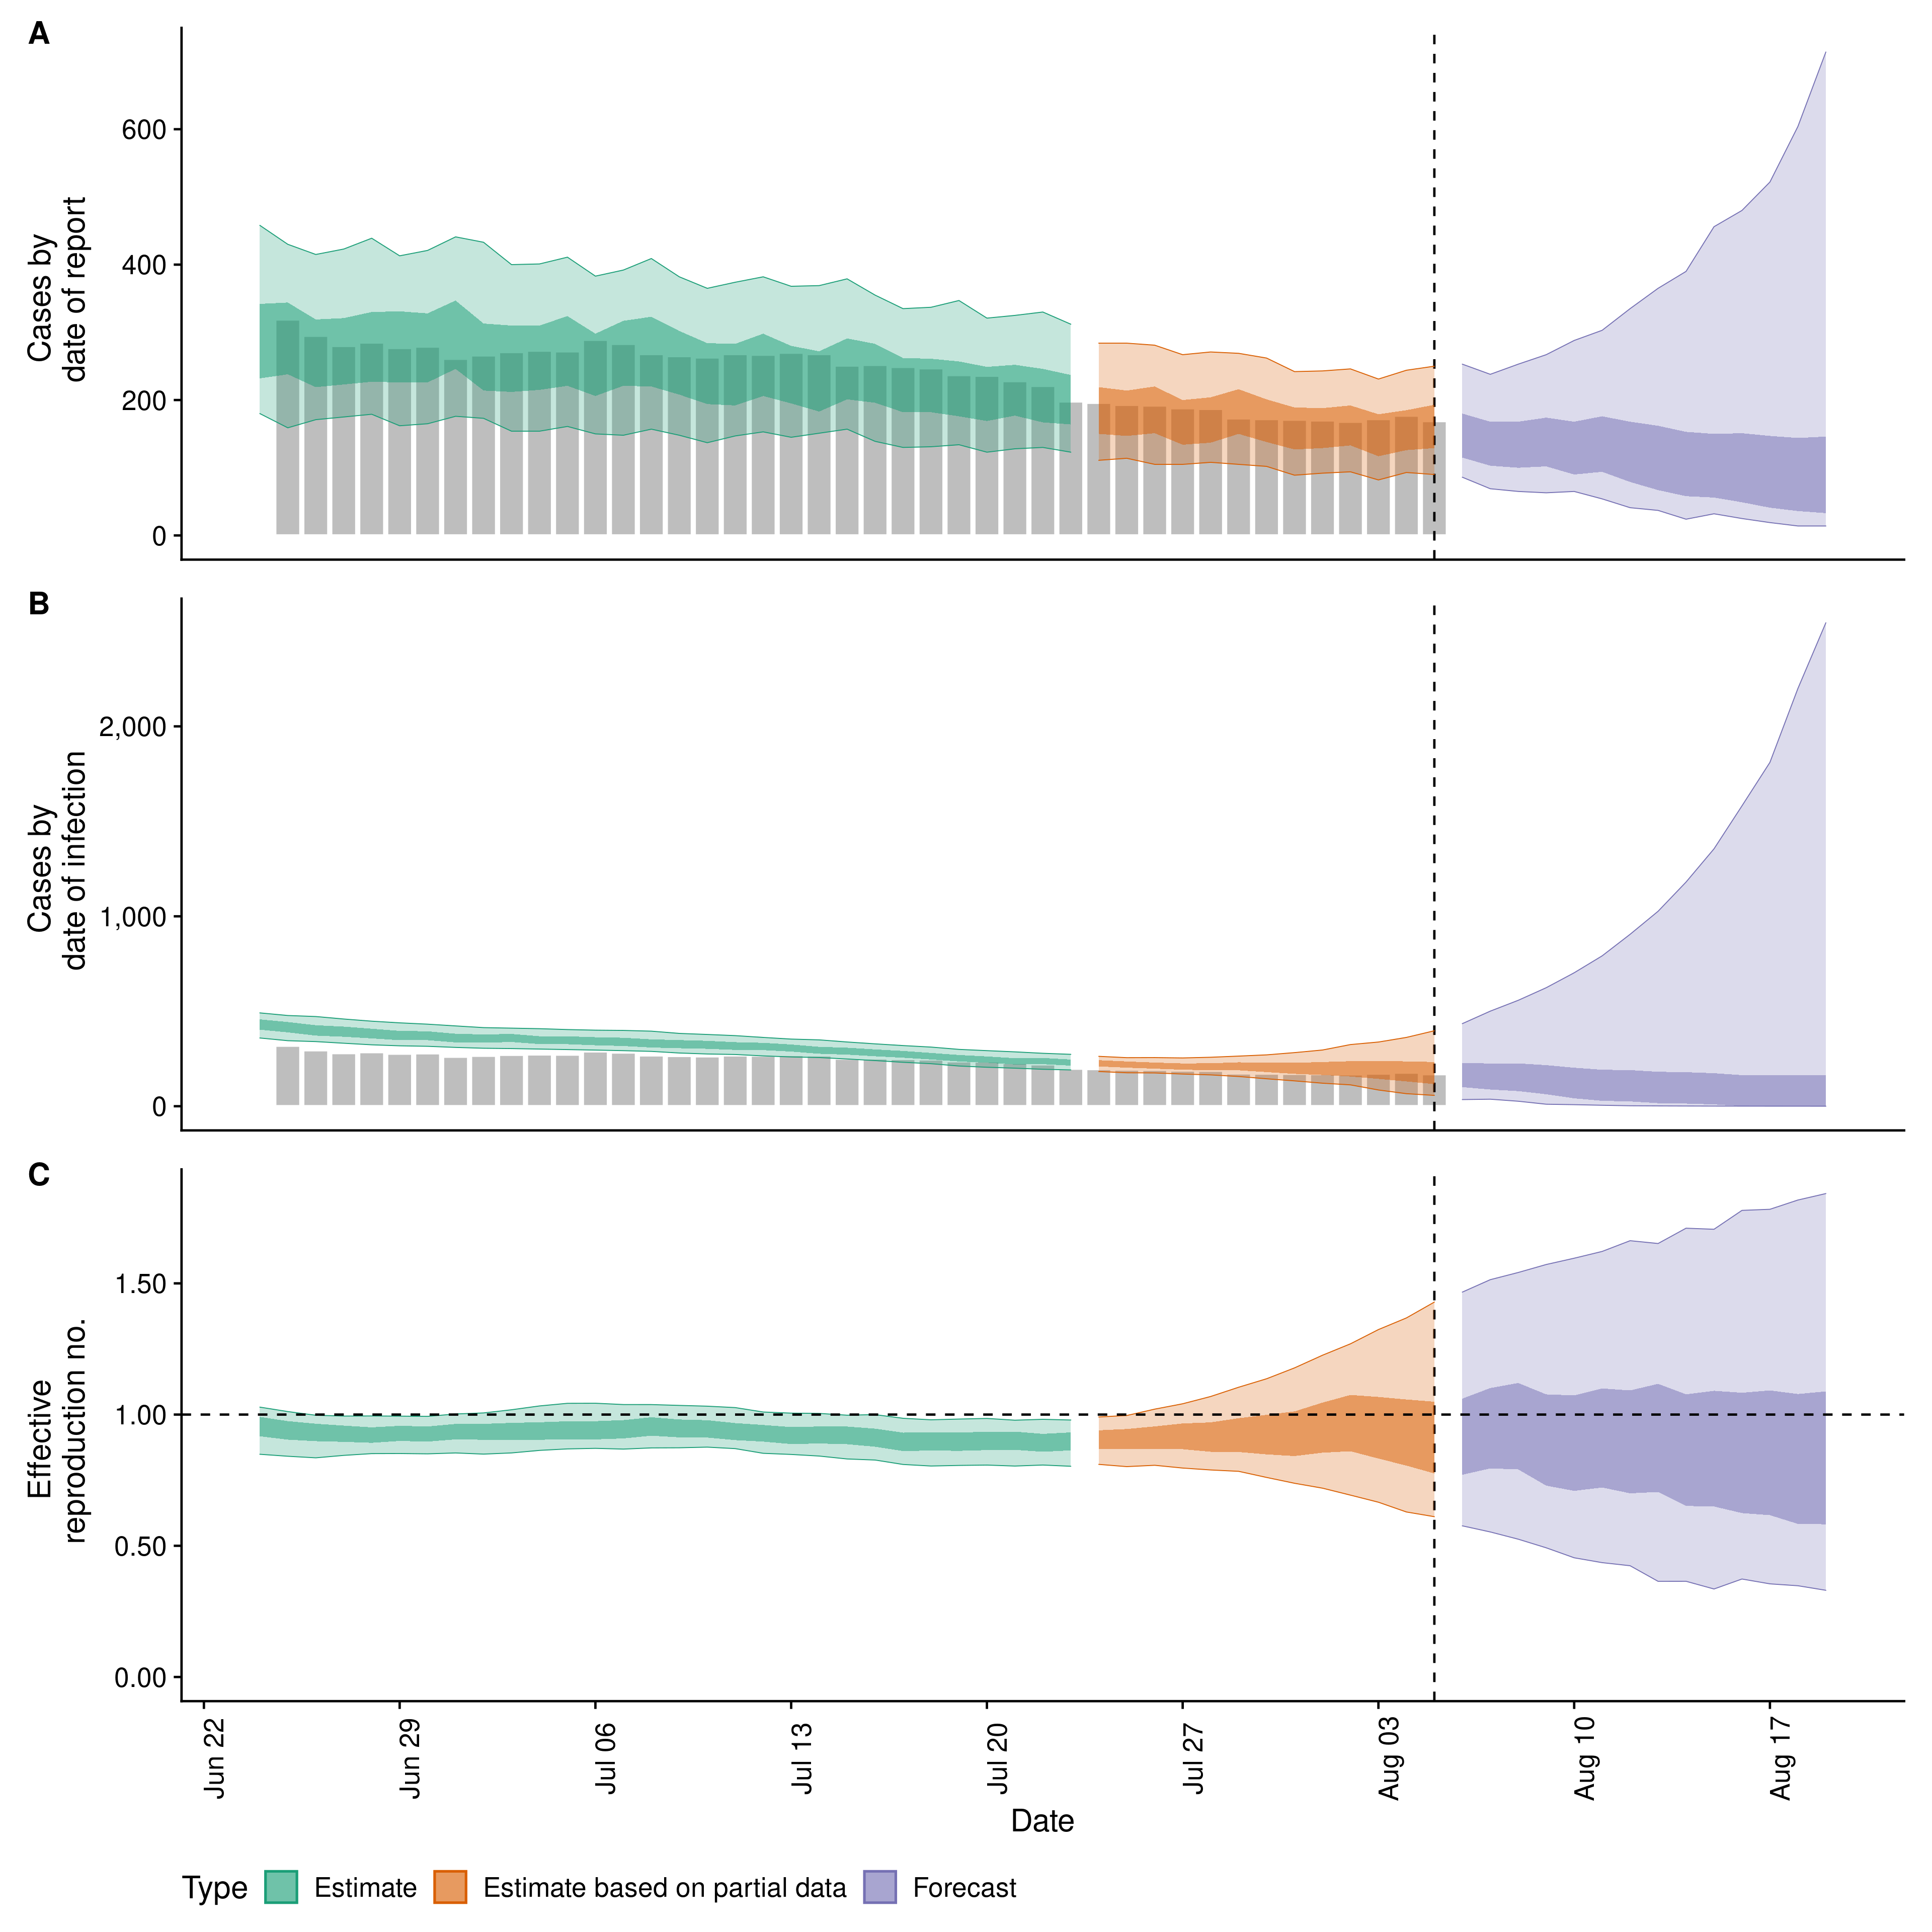 A
Cases by
date of report
600
400
200
0
B
Cases by
date of infection
2,000
1,000
0
C
Effective
reproduction no.
1.50
1.00
0.50
0.00
Jun 22
Jun 29
Jul 06
Jul 13
Jul 20
Jul 27
Aug 03
Aug 10
Aug 17
Date
Type Estimate Estimate based on partial data Forecast